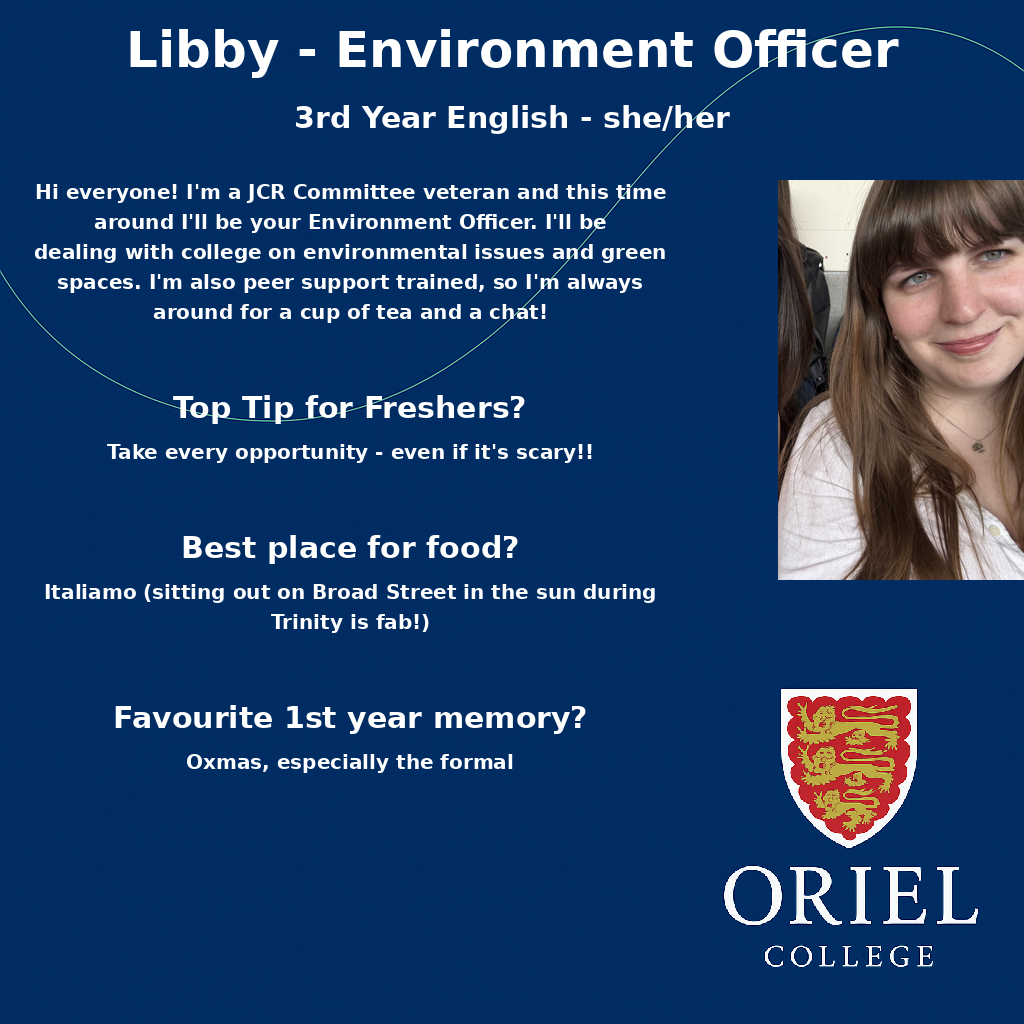 Libby - Environment Officer
3rd Year English - she/her
Hi everyone! I'm a JCR Committee veteran and this time
around I'll be your Environment Officer. I'll be
dealing with college on environmental issues and green
spaces. I'm also peer support trained, so I'm always
around for a cup of tea and a chat!
Top Tip for Freshers?
Take every opportunity - even if it's scary!!
Best place for food?
Italiamo (sitting out on Broad Street in the sun during
Trinity is fab!)
Favourite 1st year memory?
Oxmas, especially the formal
ORIEL
COLLEGE